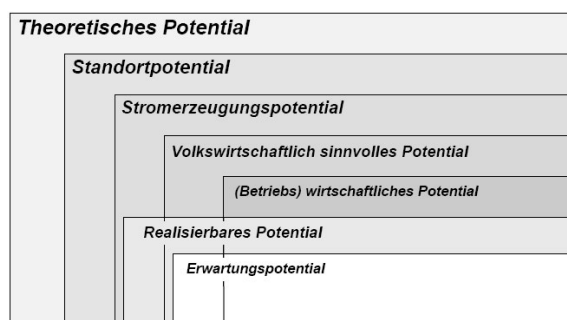 Theoretisches Potential
Standortpotential
Stromerzeugungspotential
Volkswirtschaftlich sinnvolles Potential
(Betriebs) wirtschaftliches Potential
Realisierbares Potential
Erwartungspotential